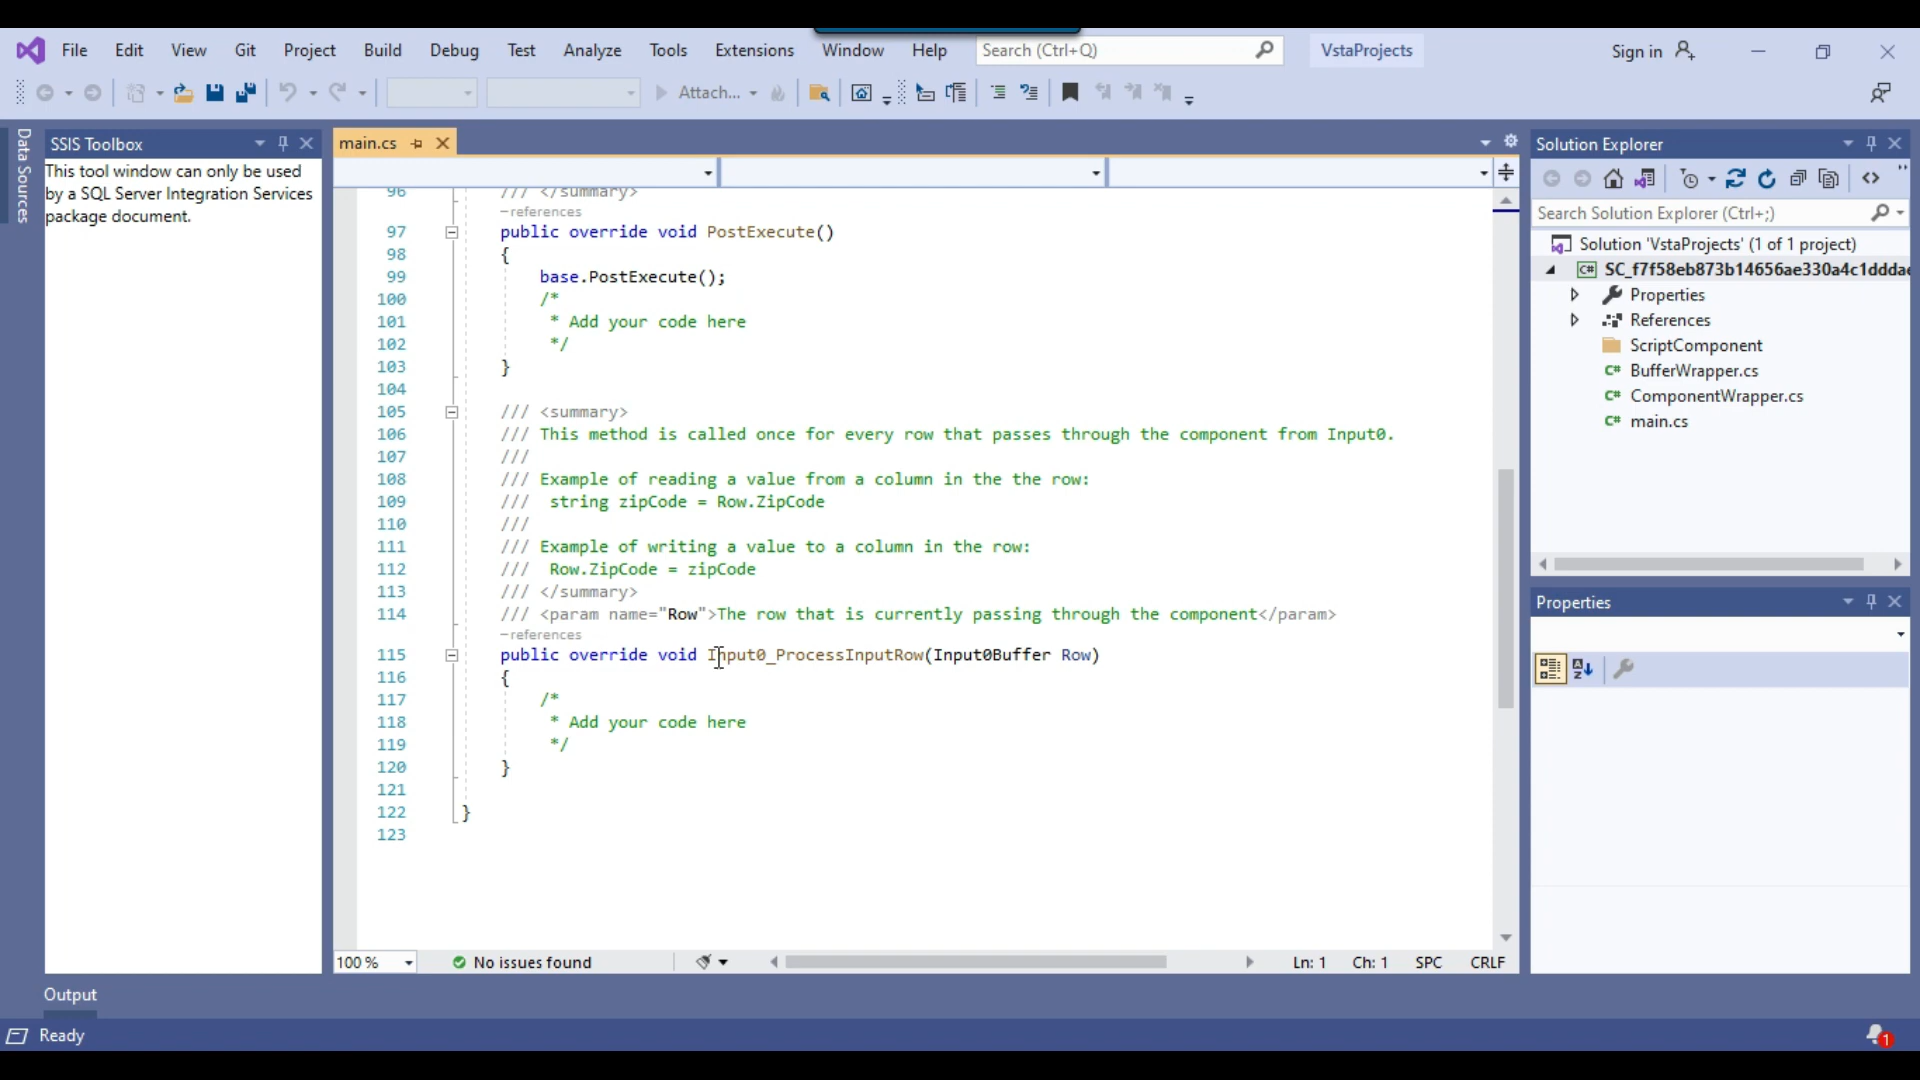 File Edit View Git Project Build Debug Test Analyze Tools Extensions Window Help Search (Ctrl+Q) VstaProjects Sign in
Attach...
Data Sources
SSIS Toolbox
This tool window can only be used
by a SQL Server Integration Services
package document.
main.cs
96 /// </summary>
-references
97 public override void PostExecute()
98 {
99 base.PostExecute();
100 /*
101 * Add your code here
102 */
103 }
104
105 /// <summary>
106 /// This method is called once for every row that passes through the component from Input0.
107 ///
108 /// Example of reading a value from a column in the the row:
109 /// string zipCode = Row.ZipCode
110 ///
111 /// Example of writing a value to a column in the row:
112 /// Row.ZipCode = zipCode
113 /// </summary>
114 /// <param name="Row">The row that is currently passing through the component</param>
-references
115 public override void Input0_ProcessInputRow(Input0Buffer Row)
116 {
117 /*
118 * Add your code here
119 */
120 }
121
122 }
123
100 % No issues found Ln: 1 Ch: 1 SPC CRLF
Solution Explorer
Search Solution Explorer (Ctrl+;)
Solution 'VstaProjects' (1 of 1 project)
C# SC_f7f58eb873b14656ae330a4c1dddae
Properties
References
ScriptComponent
C# BufferWrapper.cs
C# ComponentWrapper.cs
C# main.cs
Properties
Output
Ready
1